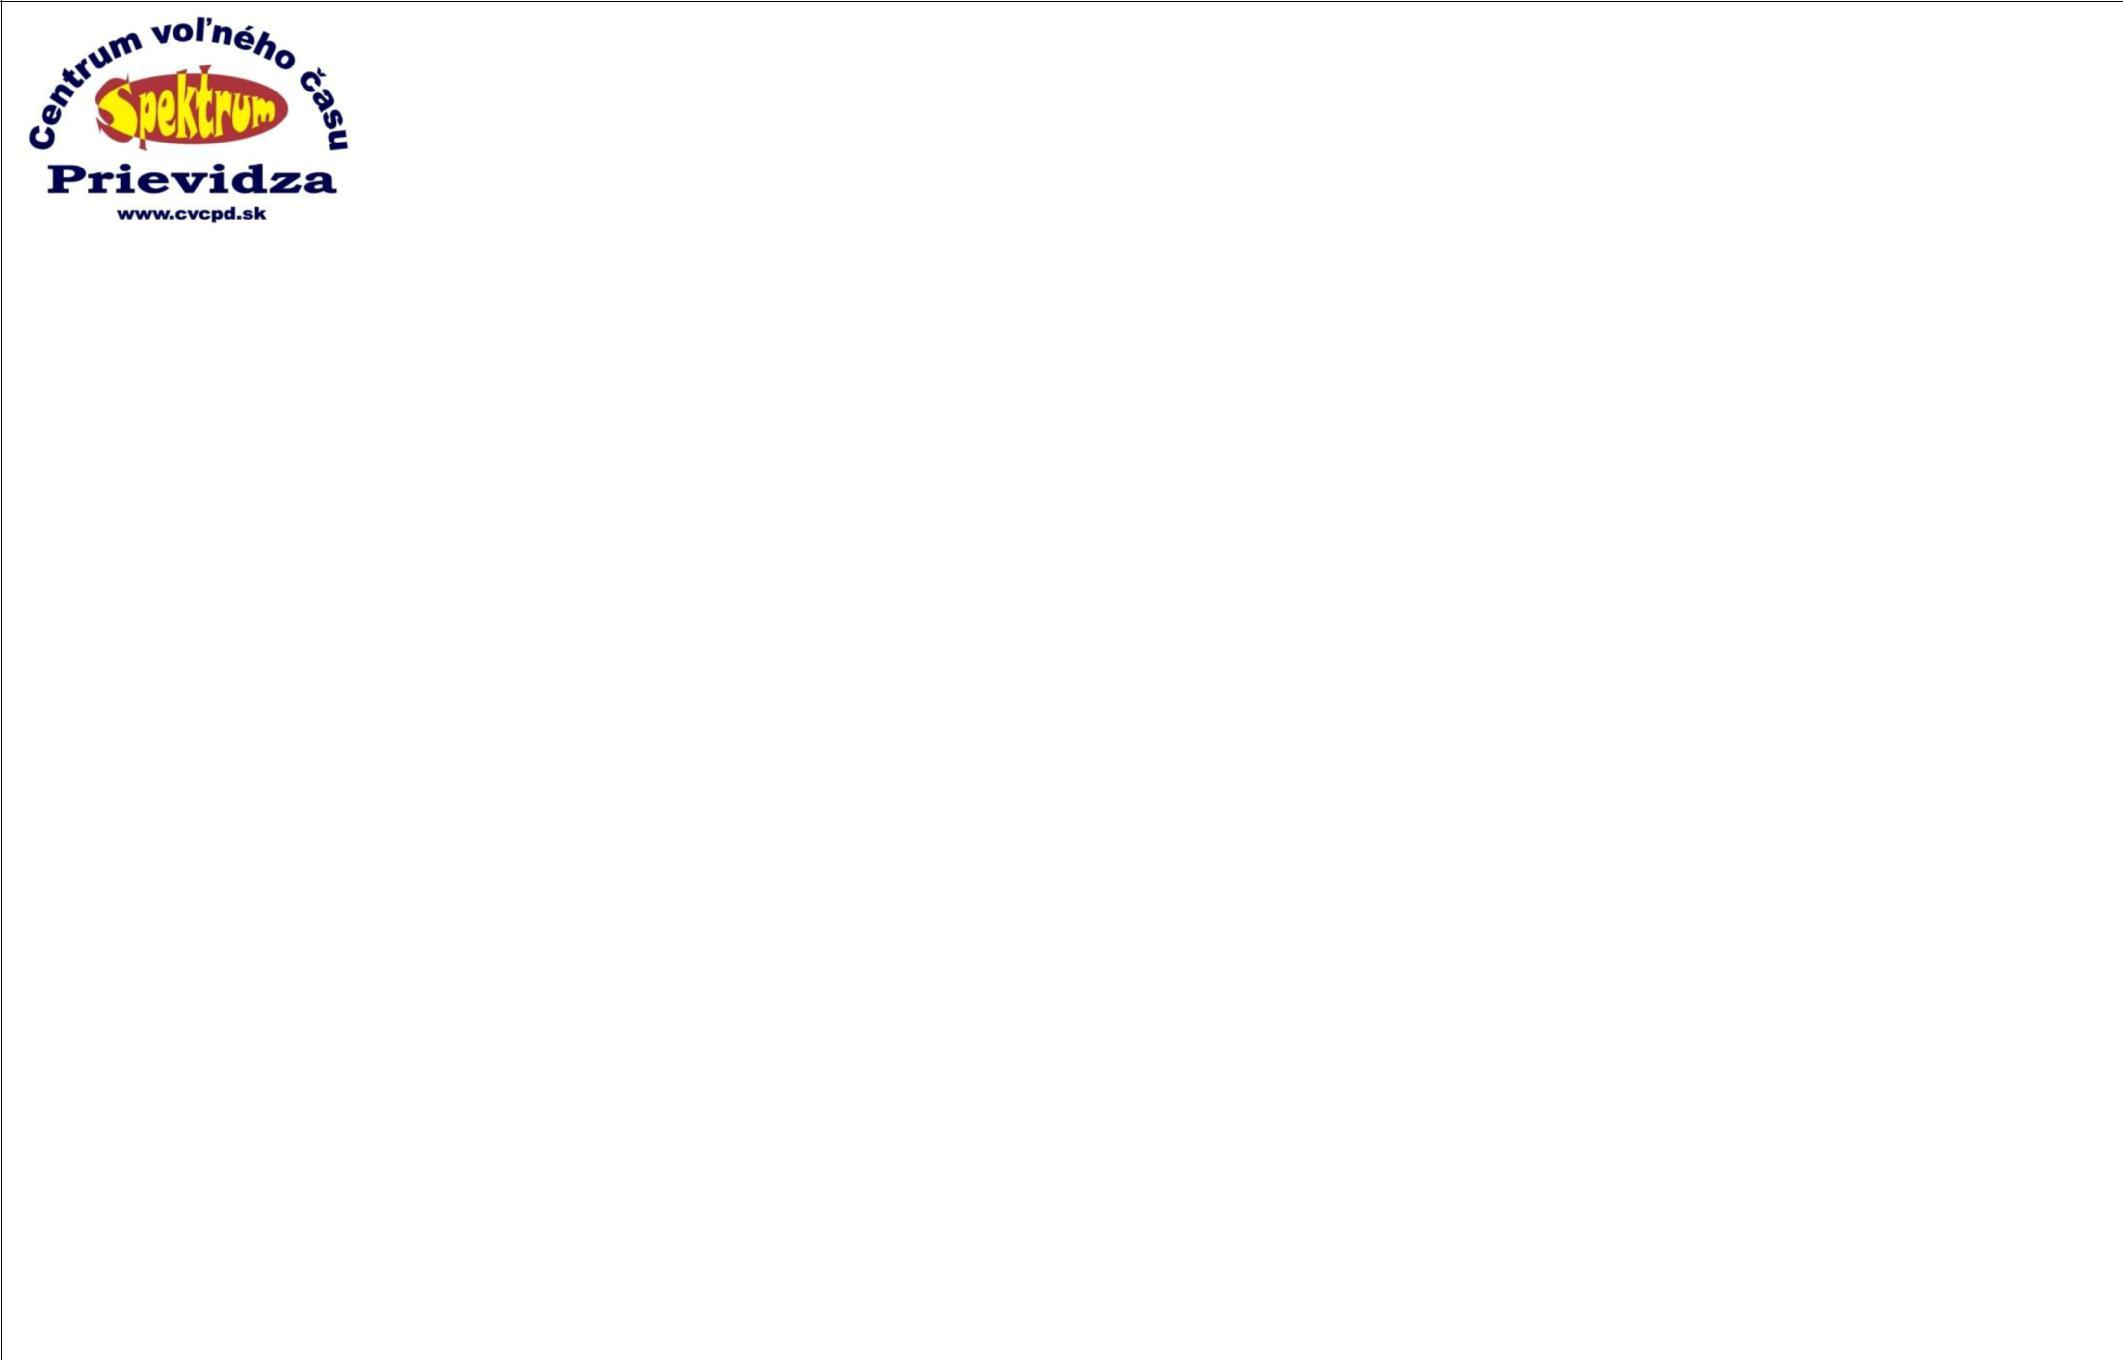 Centrum voľného času
Spektrum
Prievidza
www.cvcpd.sk